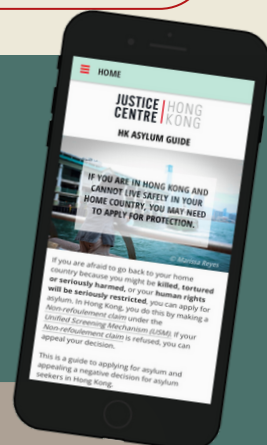 HOME
JUSTICE HONG
CENTRE KONG
HK ASYLUM GUIDE
IF YOU ARE IN HONG KONG AND
CANNOT LIVE SAFELY IN YOUR
HOME COUNTRY, YOU MAY NEED
TO APPLY FOR PROTECTION.
© Marissa Reyes
If you are afraid to go back to your home
country because you might be killed, tortured
or seriously harmed, or your human rights
will be seriously restricted, you can apply for
asylum. In Hong Kong, you do this by making a
Non-refoulement claim under the
Unified Screening Mechanism (USM). If your
Non-refoulement claim is refused, you can
appeal your decision.
This is a guide to applying for asylum and
appealing a negative decision for asylum
seekers in Hong Kong.